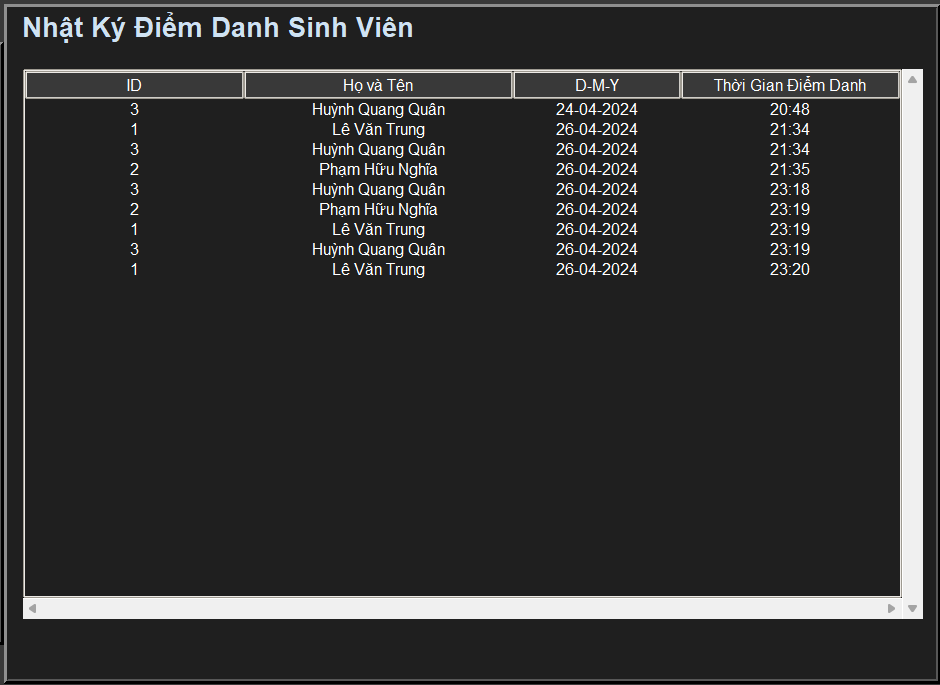 Nhật Ký Điểm Danh Sinh Viên
ID Họ và Tên D-M-Y Thời Gian Điểm Danh
3 Huỳnh Quang Quân 24-04-2024 20:48
1 Lê Văn Trung 26-04-2024 21:34
3 Huỳnh Quang Quân 26-04-2024 21:34
2 Phạm Hữu Nghĩa 26-04-2024 21:35
3 Huỳnh Quang Quân 26-04-2024 23:18
2 Phạm Hữu Nghĩa 26-04-2024 23:19
1 Lê Văn Trung 26-04-2024 23:19
3 Huỳnh Quang Quân 26-04-2024 23:19
1 Lê Văn Trung 26-04-2024 23:20